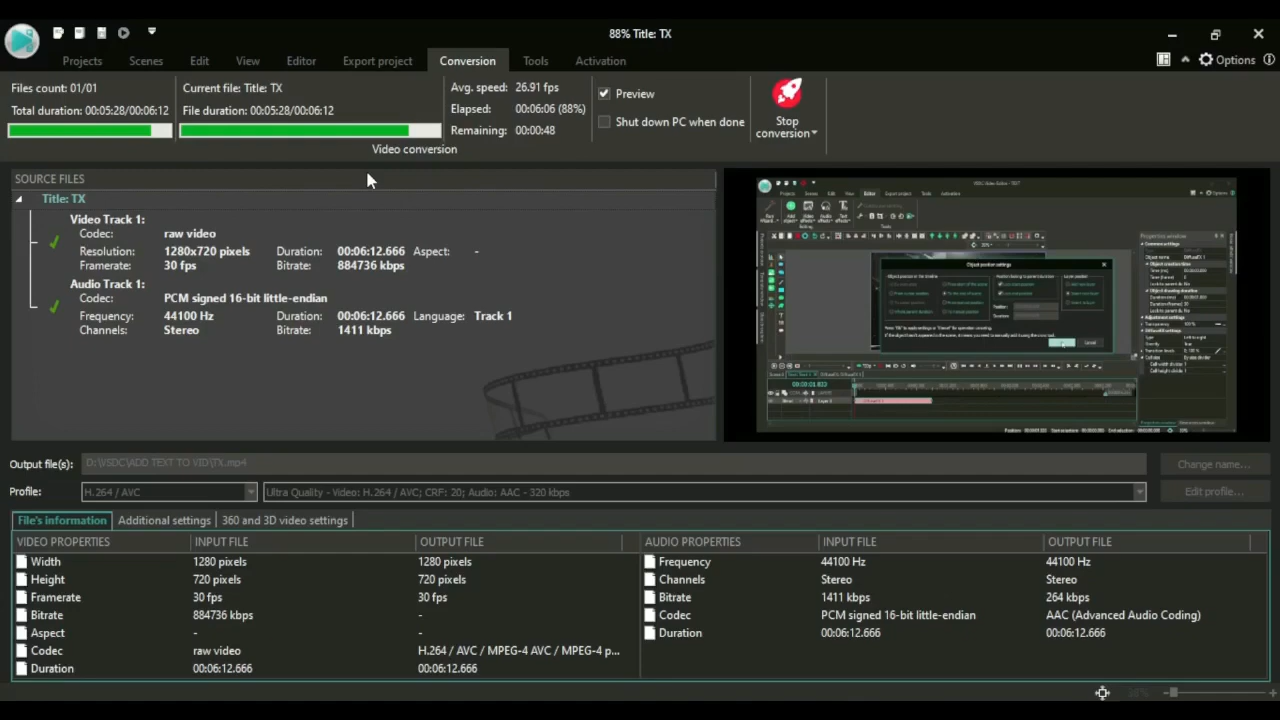 88% Title: TX
Projects Scenes Edit View Editor Export project Conversion Tools Activation
Options
Files count: 01/01
Total duration: 00:05:28/00:06:12
Current file: Title: TX
File duration: 00:05:28/00:06:12
Avg. speed: 26.91 fps
Elapsed: 00:06:06 (88%)
Remaining: 00:00:48
Preview
Shut down PC when done
Stop
conversion
Video conversion
SOURCE FILES
Title: TX
Video Track 1:
Codec: raw video
Resolution: 1280x720 pixels Duration: 00:06:12.666 Aspect: -
Framerate: 30 fps Bitrate: 884736 kbps
Audio Track 1:
Codec: PCM signed 16-bit little-endian
Frequency: 44100 Hz Duration: 00:06:12.666 Language: Track 1
Channels: Stereo Bitrate: 1411 kbps
Object position settings
Cancel
00:00:01.833
Output file(s): D:\VSDC\ADD TEXT TO VID\TX.mp4
Change name...
Profile: H.264 / AVC Ultra Quality - Video: H.264 / AVC; CRF: 20; Audio: AAC - 320 kbps
Edit profile...
File's information Additional settings 360 and 3D video settings
VIDEO PROPERTIES INPUT FILE OUTPUT FILE AUDIO PROPERTIES INPUT FILE OUTPUT FILE
Width 1280 pixels 1280 pixels Frequency 44100 Hz 44100 Hz
Height 720 pixels 720 pixels Channels Stereo Stereo
Framerate 30 fps 30 fps Bitrate 1411 kbps 264 kbps
Bitrate 884736 kbps - Codec PCM signed 16-bit little-endian AAC (Advanced Audio Coding)
Aspect - - Duration 00:06:12.666 00:06:12.666
Codec raw video H.264 / AVC / MPEG-4 AVC / MPEG-4 p...
Duration 00:06:12.666 00:06:12.666
38%